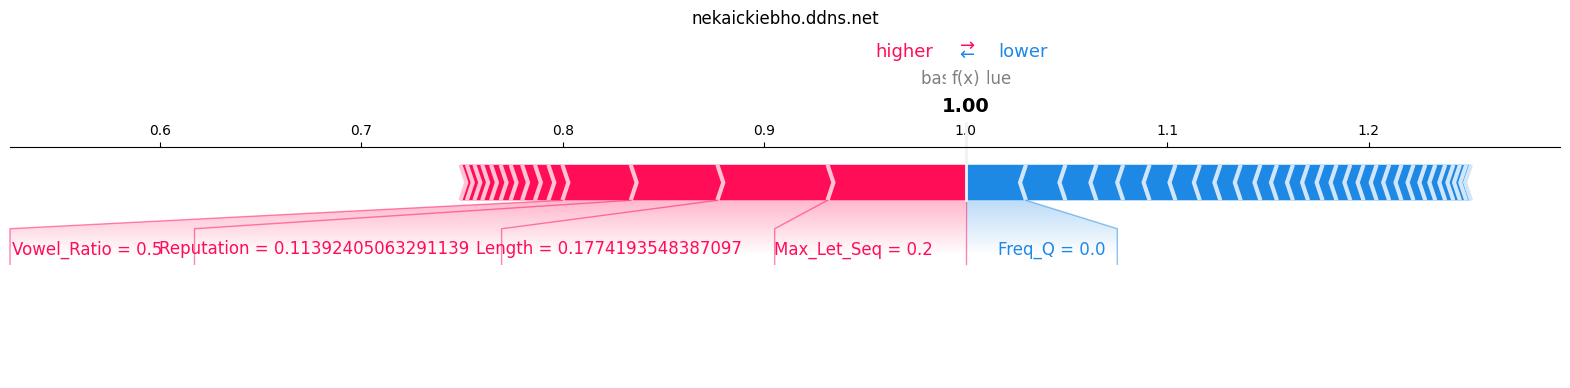 nekaickiebho.ddns.net
higher ⇄ lower
f(x) lue
1.00
0.6 0.7 0.8 0.9 1.0 1.1 1.2
Vowel_Ratio = 0.5 Reputation = 0.11392405063291139 Length = 0.1774193548387097 Max_Let_Seq = 0.2 Freq_Q = 0.0